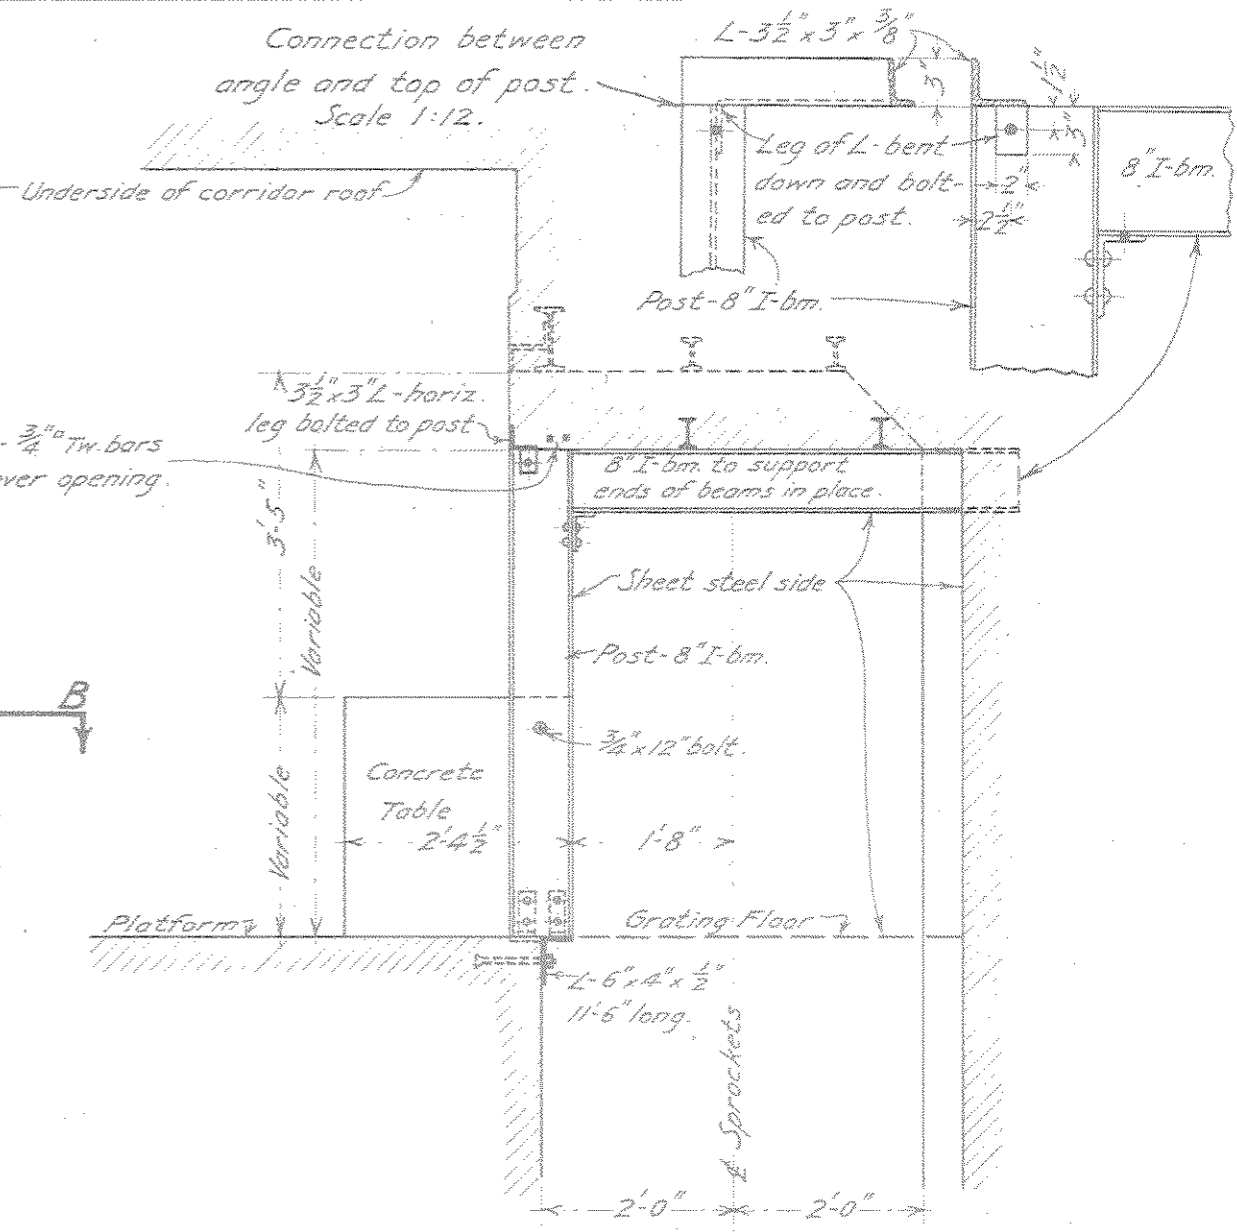 Connection between
angle and top of post.
Scale 1:12.
L-3½"x3"x⅜"
3"
1½"
3"
Leg of L-bent
down and bolt-
ed to post.
2"
2½"
8"I-bm.
Underside of corridor roof
Post-8"I-bm.
3½"x3"L-horiz.
leg bolted to post
-¾"□ Tw. bars
over opening.
8"I-bm. to support
ends of beams in place.
3'-5"
Variable
Sheet steel side
Post-8"I-bm.
B
¾"x12"bolt.
Variable
Concrete
Table
2'-4½"
1'-8"
Platform
Grating Floor
L-6"x4"x½"
11'-6"long.
℄ Sprockets
2'-0"
2'-0"